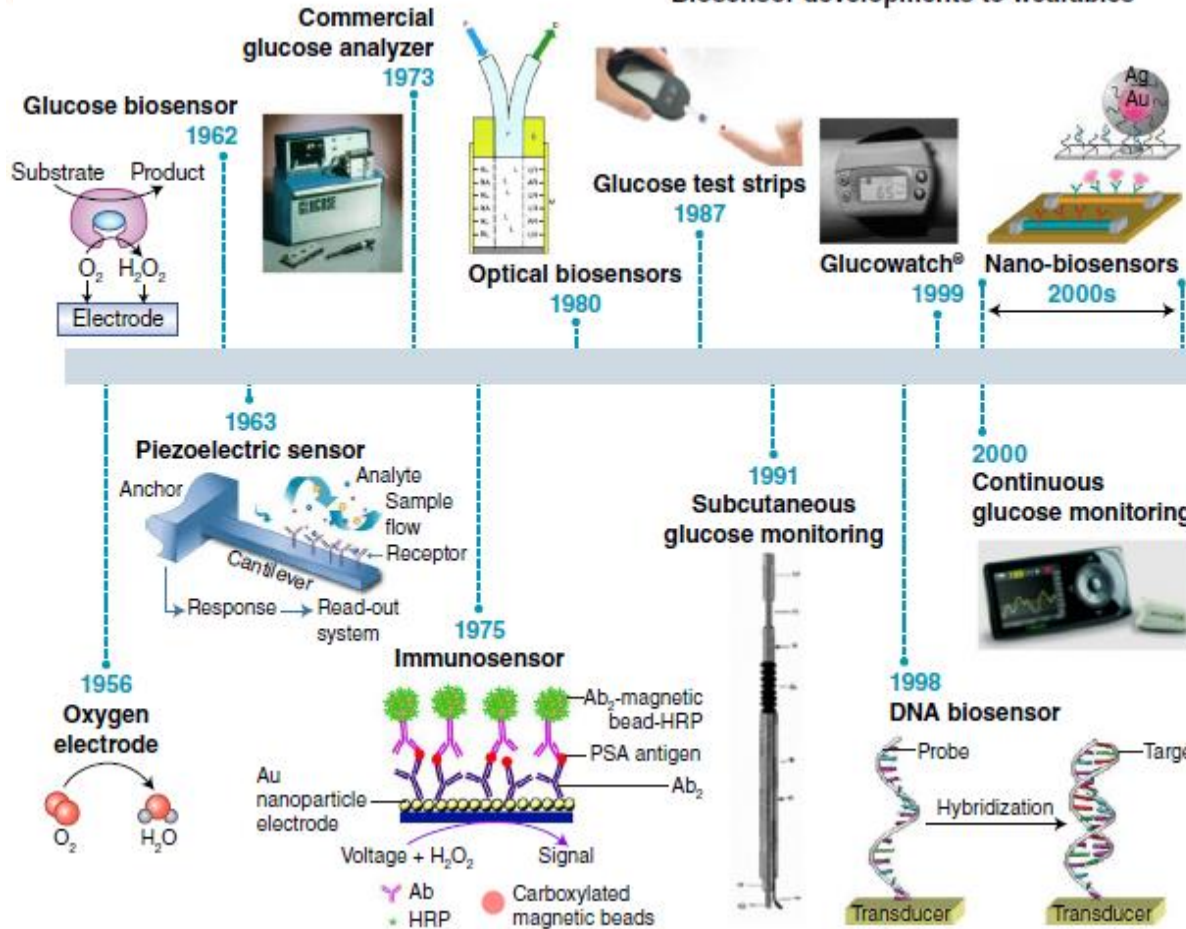 Biosensor developments to wearables
Commercial
glucose analyzer
1973
Glucose biosensor
1962
Substrate
Product
O₂
H₂O₂
Electrode
GLUCOSE
Optical biosensors
1980
Glucose test strips
1987
Glucowatch®
1999
Ag
Au
Nano-biosensors
2000s
1963
Piezoelectric sensor
Anchor
Analyte
Sample
flow
Receptor
Cantilever
Response
Read-out
system
1956
Oxygen
electrode
O₂
H₂O
1975
Immunosensor
Ab₂-magnetic
bead-HRP
PSA antigen
Ab₂
Au
nanoparticle
electrode
Voltage + H₂O₂
Signal
Ab
HRP
Carboxylated
magnetic beads
1991
Subcutaneous
glucose monitoring
2000
Continuous
glucose monitoring
1998
DNA biosensor
Probe
Targe
Hybridization
Transducer
Transducer